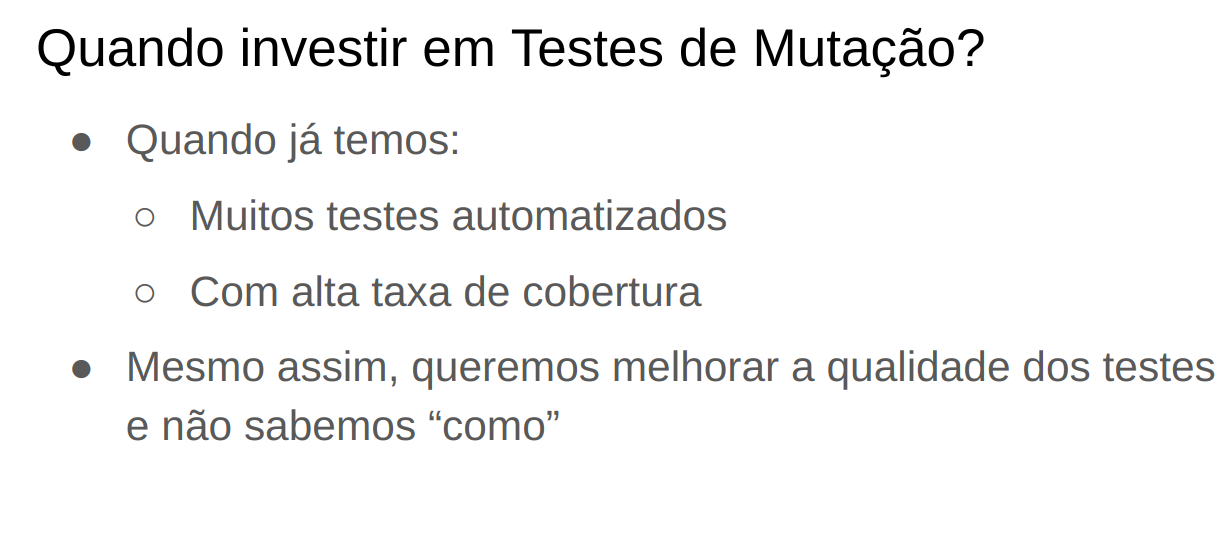 Quando investir em Testes de Mutação?
● Quando já temos:
○ Muitos testes automatizados
○ Com alta taxa de cobertura
● Mesmo assim, queremos melhorar a qualidade dos testes
e não sabemos “como”